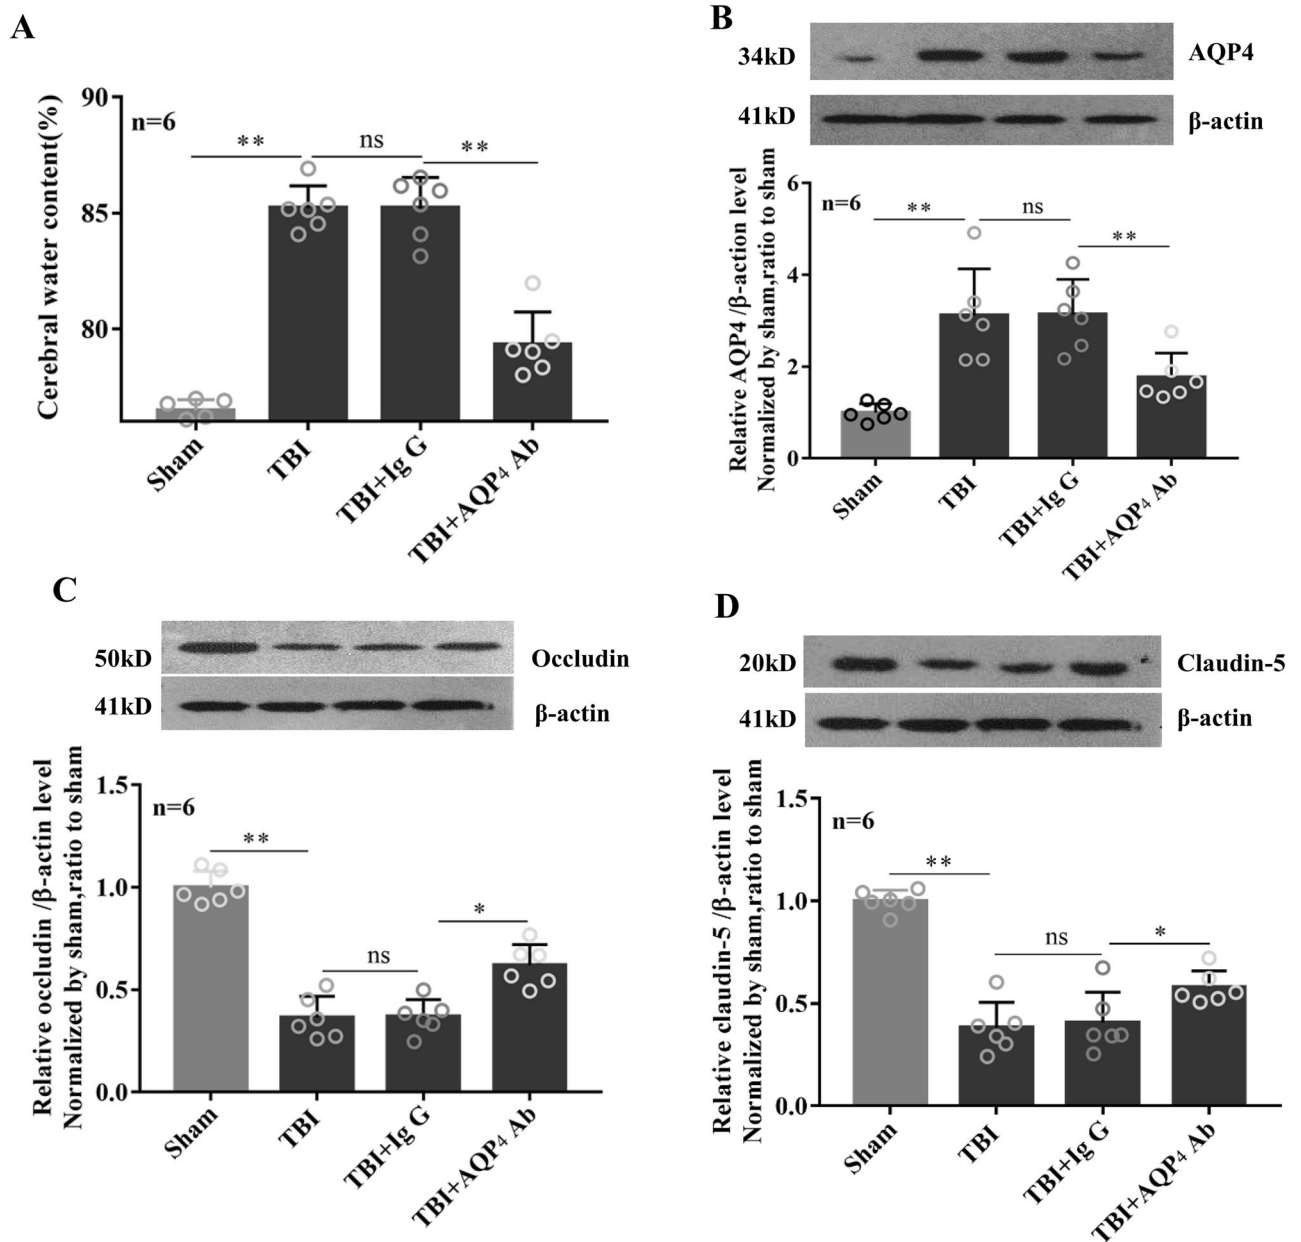 A
Cerebral water content(%)
90
85
80
n=6
**
ns
**
Sham
TBI
TBI+Ig G
TBI+AQP₄ Ab
B
34kD
AQP4
41kD
β-actin
Relative AQP4 /β-action level
Normalized by sham,ratio to sham
6
4
2
0
n=6
**
ns
**
Sham
TBI
TBI+Ig G
TBI+AQP₄ Ab
C
50kD
Occludin
41kD
β-actin
Relative occludin /β-actin level
Normalized by sham,ratio to sham
1.5
1.0
0.5
0.0
n=6
**
ns
*
Sham
TBI
TBI+Ig G
TBI+AQP₄ Ab
D
20kD
Claudin-5
41kD
β-actin
Relative claudin-5 /β-actin level
Normalized by sham,ratio to sham
1.5
1.0
0.5
0.0
n=6
**
ns
*
Sham
TBI
TBI+Ig G
TBI+AQP₄ Ab